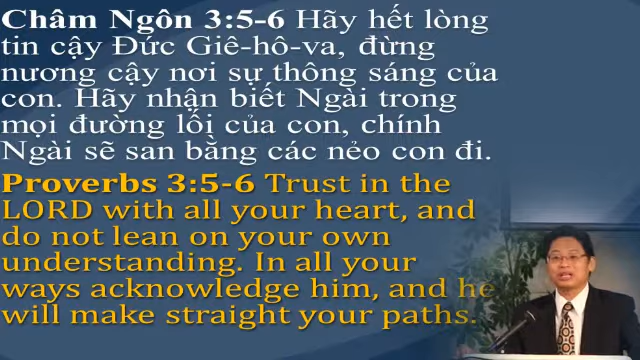 Châm Ngôn 3:5-6 Hãy hết lòng
tin cậy Đức Giê-hô-va, đừng
nương cậy nơi sự thông sáng của
con. Hãy nhận biết Ngài trong
mọi đường lối của con, chính
Ngài sẽ san bằng các nẻo con đi.
Proverbs 3:5-6 Trust in the
LORD with all your heart, and
do not lean on your own
understanding. In all your
ways acknowledge him, and he
will make straight your paths.